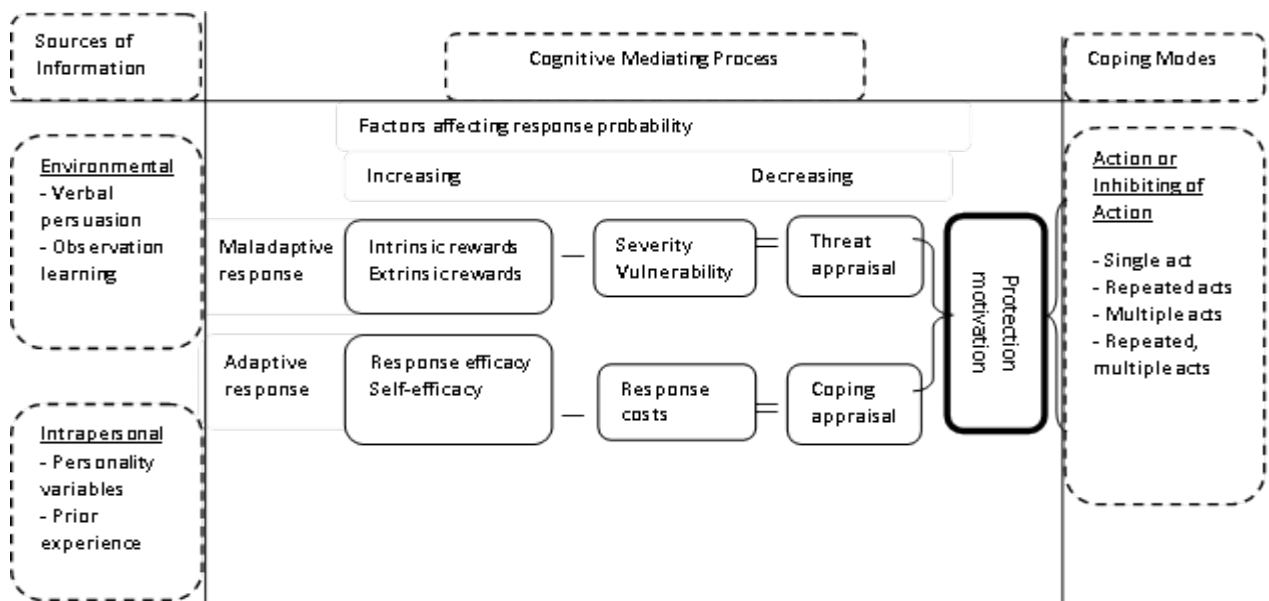 Sources of
Information
Cognitive Mediating Process
Coping Modes
Factors affecting response probability
Increasing
Decreasing
Environmental
- Verbal
persuasion
- Observation
learning
Maladaptive
response
Intrinsic rewards
Extrinsic rewards
—
Severity
Vulnerability
=
Threat
appraisal
Adaptive
response
Response efficacy
Self-efficacy
—
Response
costs
=
Coping
appraisal
Protection
motivation
Action or
Inhibiting of
Action
- Single act
- Repeated acts
- Multiple acts
- Repeated,
multiple acts
Intrapersonal
- Personality
variables
- Prior
experience